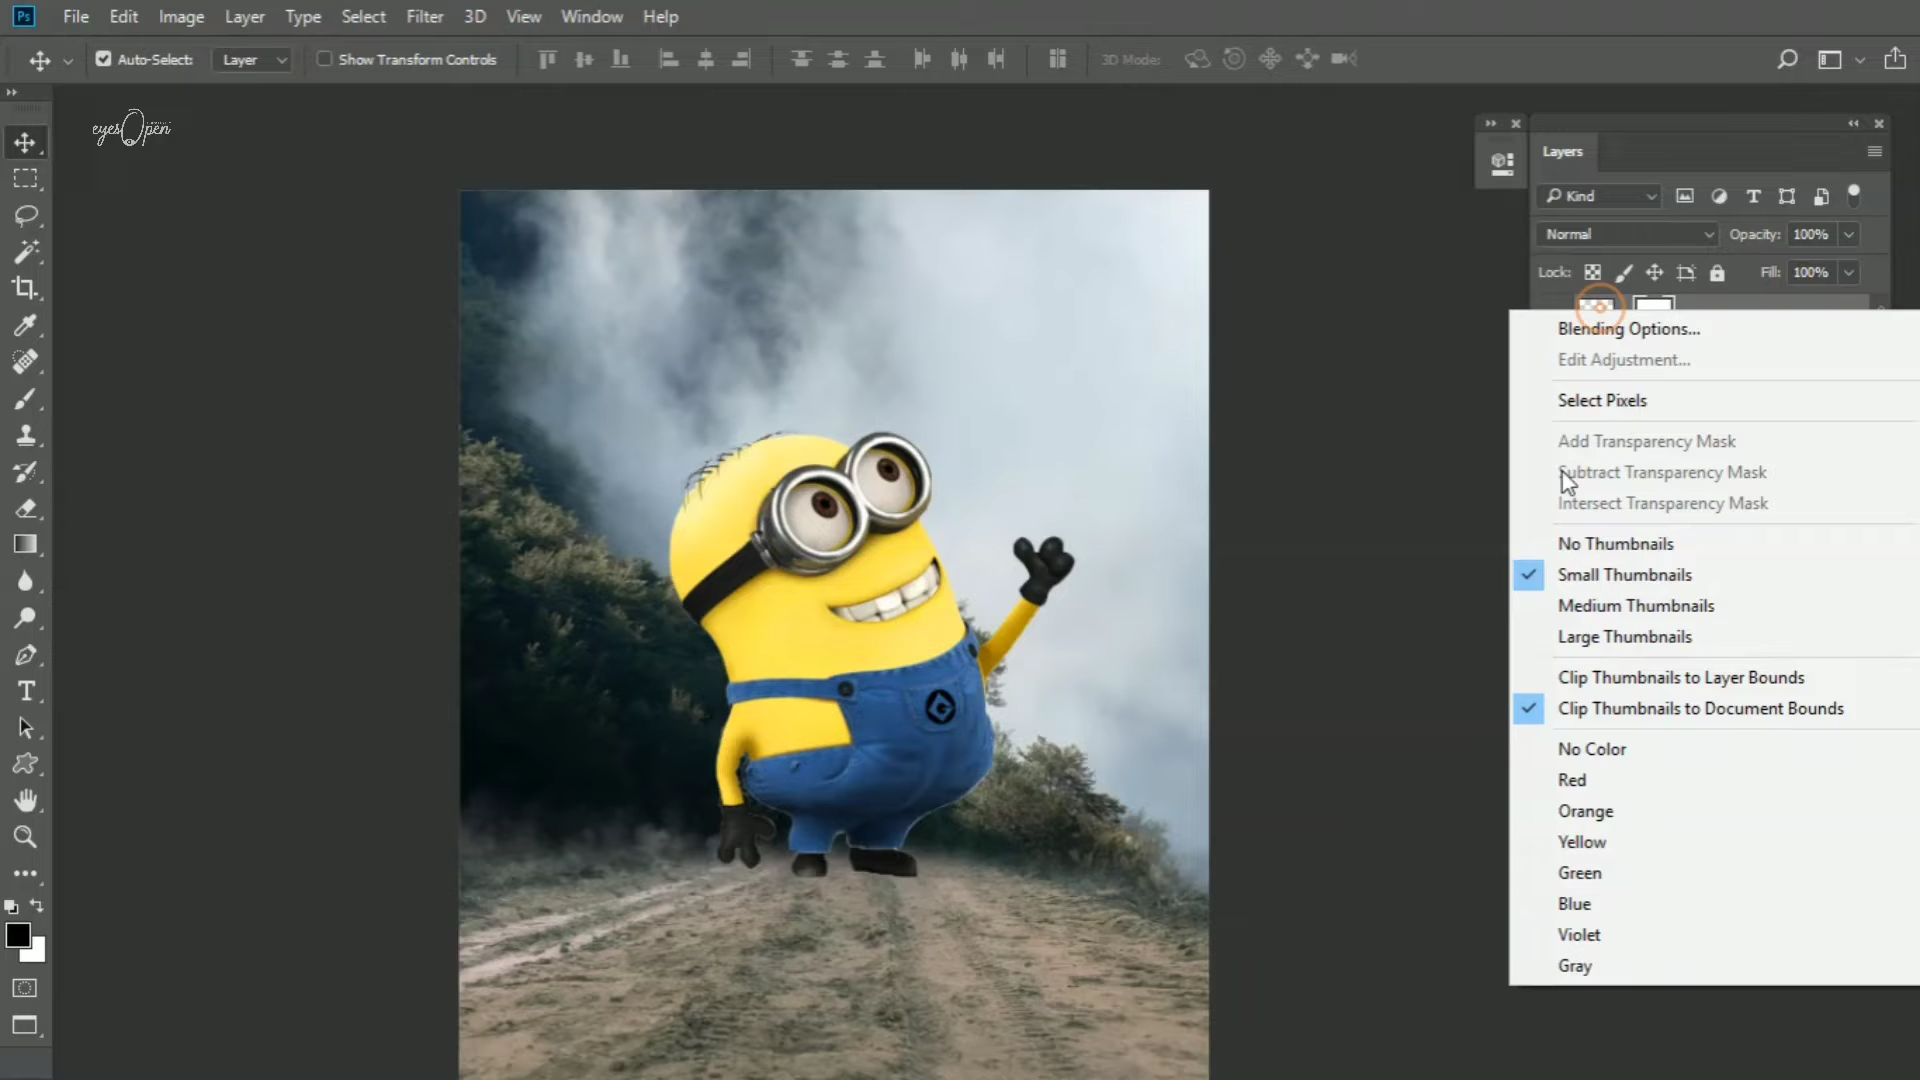 Ps File Edit Image Layer Type Select Filter 3D View Window Help
Auto-Select: Layer Show Transform Controls 3D Mode:
eyesOpen
Layers
Kind
Normal Opacity: 100%
Lock: Fill: 100%
Blending Options...
Edit Adjustment...
Select Pixels
Add Transparency Mask
Subtract Transparency Mask
Intersect Transparency Mask
No Thumbnails
Small Thumbnails
Medium Thumbnails
Large Thumbnails
Clip Thumbnails to Layer Bounds
Clip Thumbnails to Document Bounds
No Color
Red
Orange
Yellow
Green
Blue
Violet
Gray